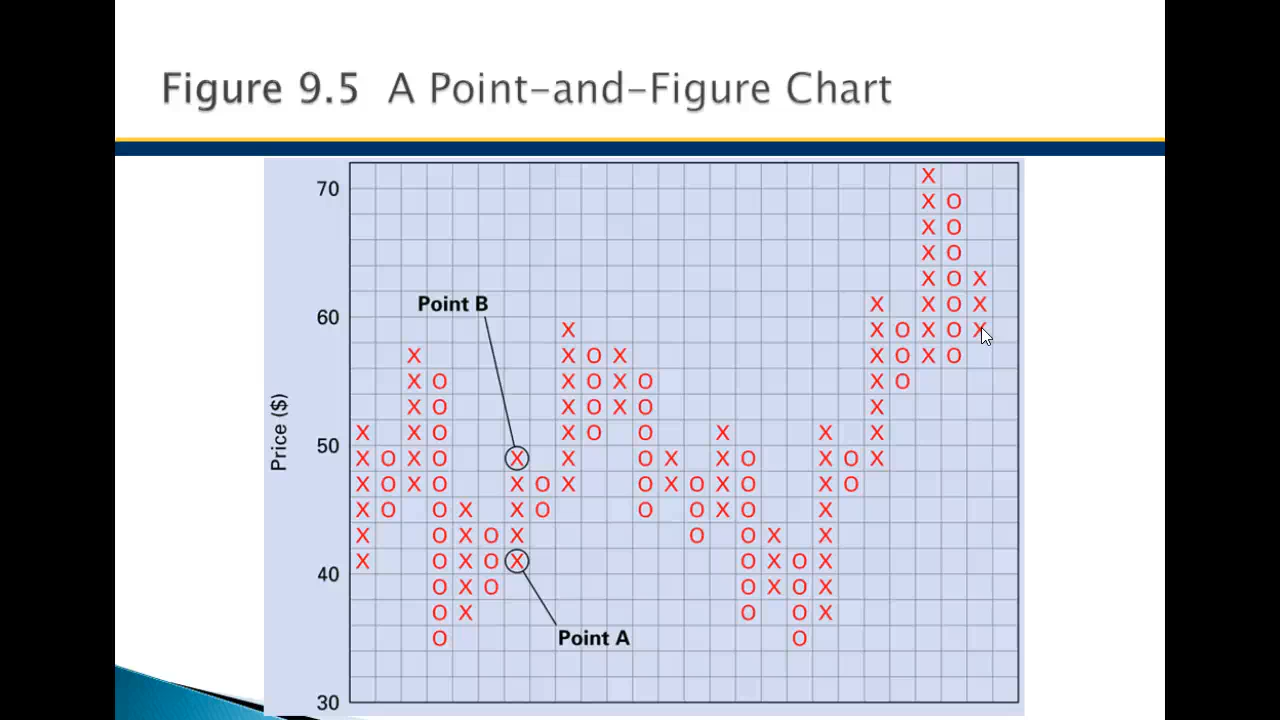 Figure 9.5 A Point-and-Figure Chart
X
70
X O
X O
X O
X O X
Point B X X O X
60
X X O X O X
X X O X X O X O
X O X O X O X O
X O X O X O X
Price ($)
X X O X O O X X X
50
X O X O X X O X X O X O X
X O X O X O X O X O X O X O
X O O X X O O O X O X
X O X O X O O X X
X O X O X O X O X
40
O X O O X O X
O X O O X
O O
Point A
30